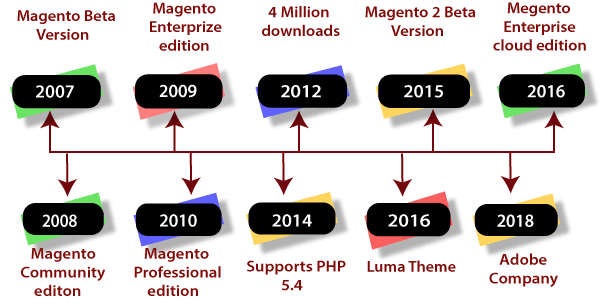 Magento Beta
Version
Magento
Enterprize
edition
4 Million
downloads
Magento 2 Beta
Version
Megento
Enterprise
cloud edition
2007
2009
2012
2015
2016
2008
2010
2014
2016
2018
Magento
Community
editon
Magento
Professional
edition
Supports PHP
5.4
Luma Theme
Adobe
Company